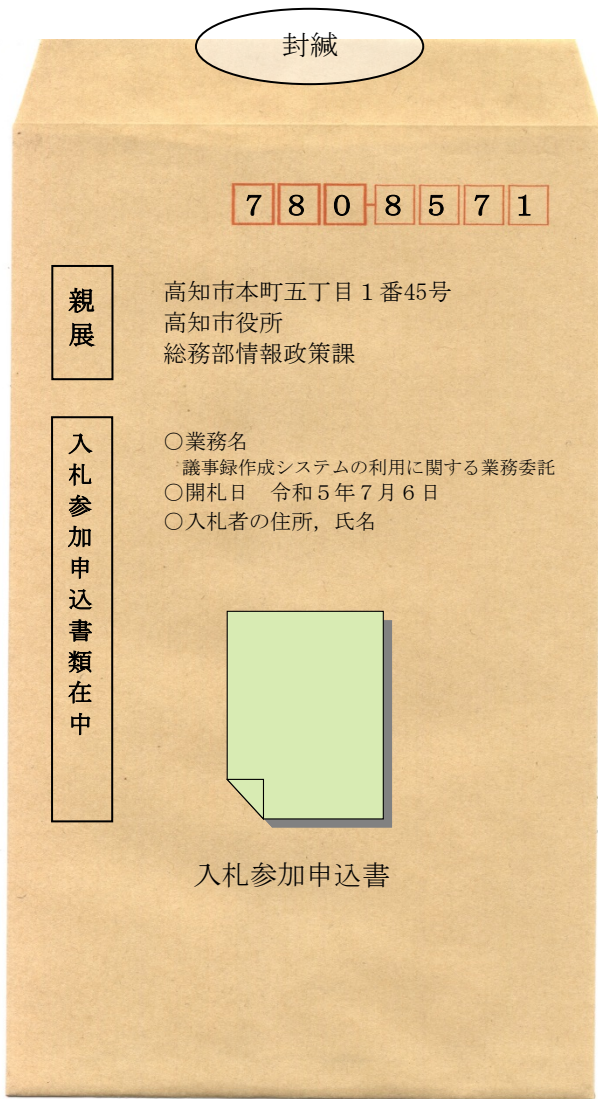 封緘
780-8571
親展
高知市本町五丁目１番45号
高知市役所
総務部情報政策課
入札参加申込書類在中
○業務名
議事録作成システムの利用に関する業務委託
○開札日　令和５年７月６日
○入札者の住所，氏名
入札参加申込書